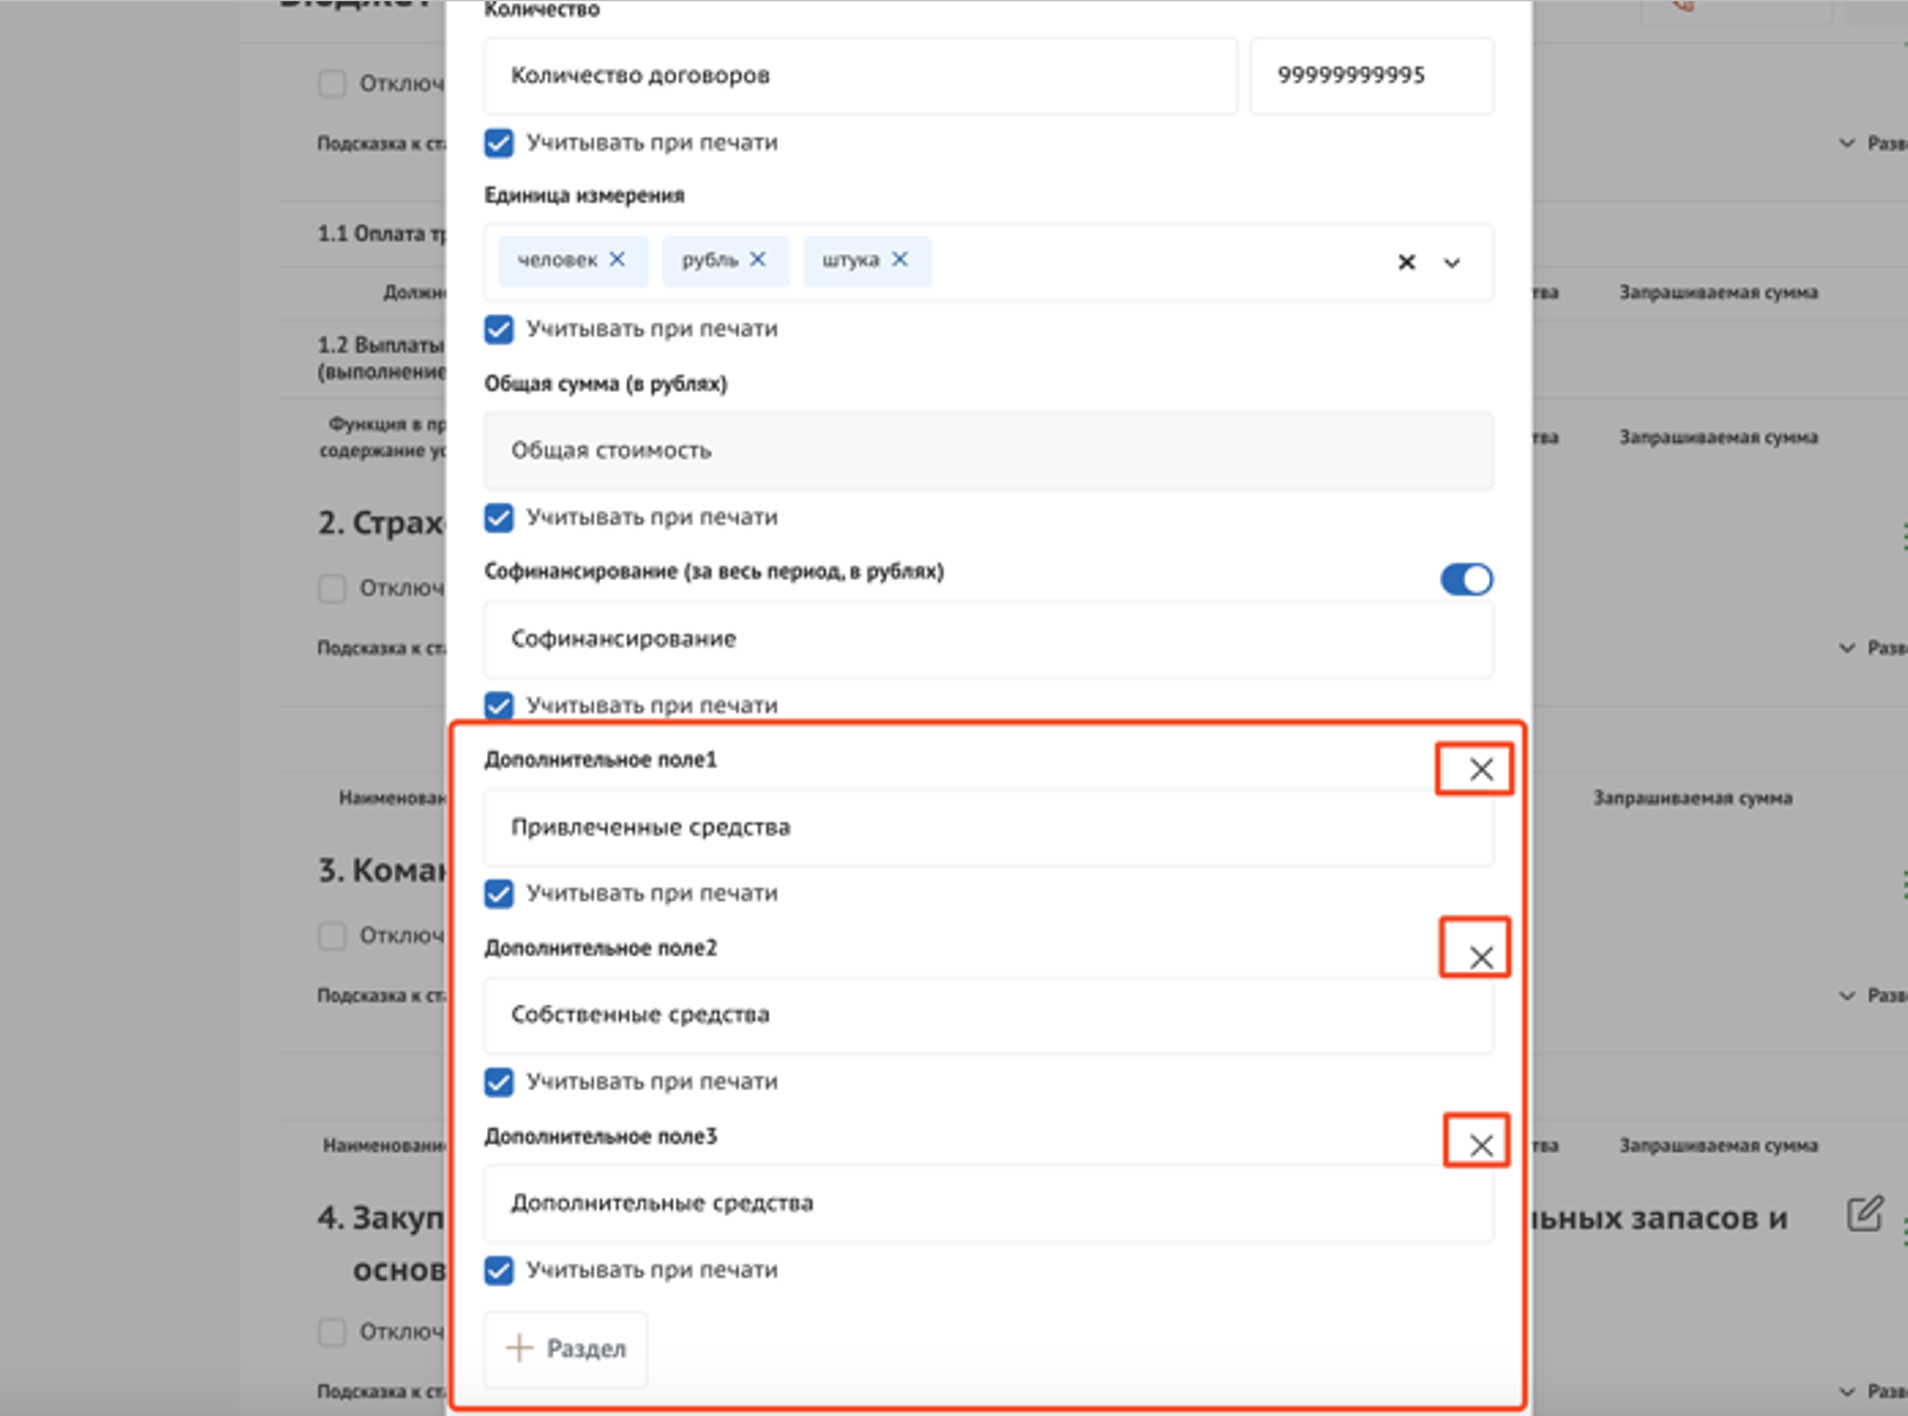 Количество
Количество договоров
99999999995
Учитывать при печати
Единица измерения
человек
рубль
штука
Учитывать при печати
Общая сумма (в рублях)
Общая стоимость
Учитывать при печати
Софинансирование (за весь период, в рублях)
Софинансирование
Учитывать при печати
Дополнительное поле1
Привлеченные средства
Учитывать при печати
Дополнительное поле2
Собственные средства
Учитывать при печати
Дополнительное поле3
Дополнительные средства
Учитывать при печати
Раздел
Отключ
Подсказка к ст
Разв
1.1 Оплата т
Должн
тва
Запрашиваемая сумма
1.2 Выплаты
(выполнение
Функция в пр
содержание ус
тва
Запрашиваемая сумма
2. Страх
Отключ
Подсказка к ст
Разв
Наименован
Запрашиваемая сумма
3. Коман
Отключ
Подсказка к ст
Разв
Наименование
тва
Запрашиваемая сумма
4. Закуп
льных запасов и
основ
Отключ
Подсказка к ст
Разв